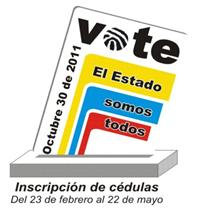 vote
Octubre 30 de 2011
El Estado
somos
todos
Inscripción de cédulas
Del 23 de febrero al 22 de mayo